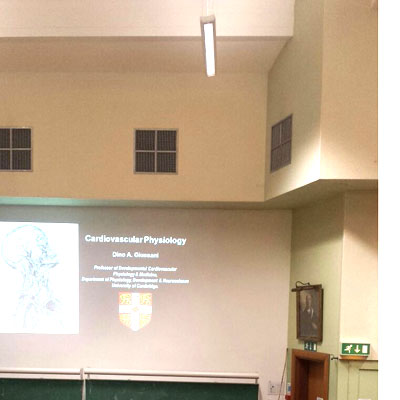 Cardiovascular Physiology
Dino A. Giussani
Professor of Developmental Cardiovascular
Physiology & Medicine,
Department of Physiology, Development & Neuroscience
University of Cambridge